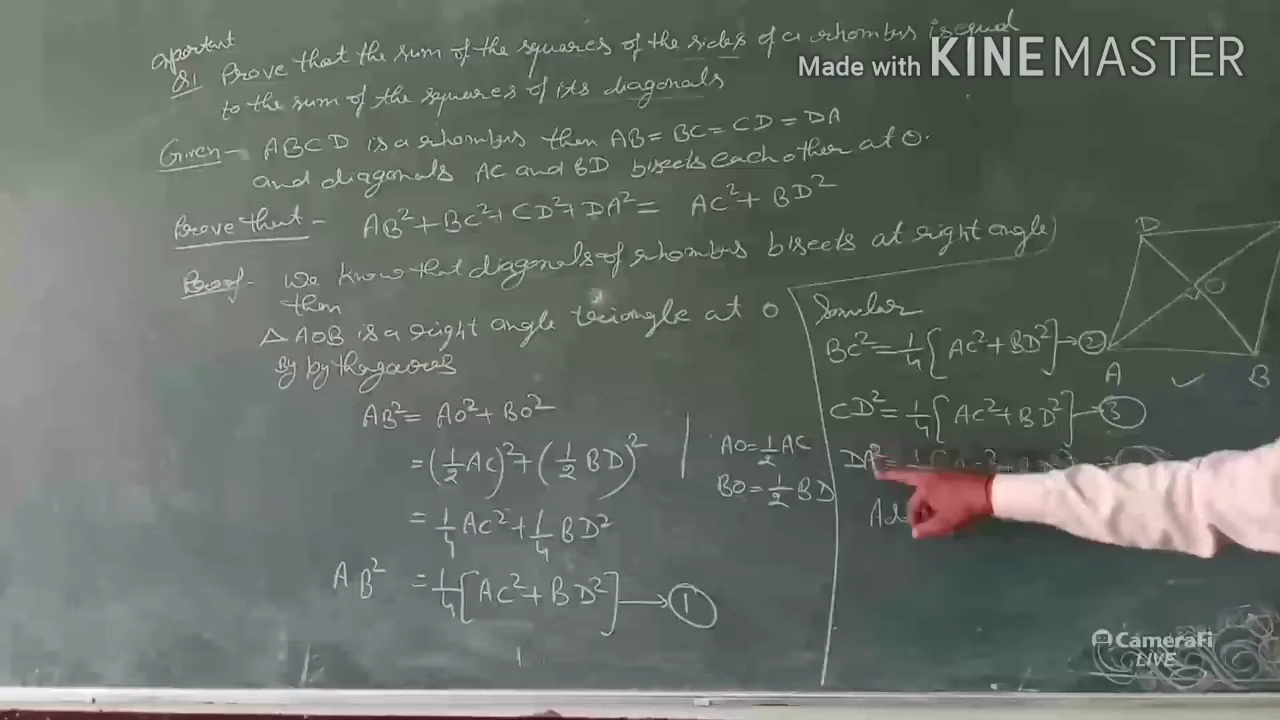 Made with KINEMASTER
Q1 Prove that the sum of the squares of the sides of a rhombus is equal
to the sum of the squares of its diagonals
Given- ABCD is a rhombus then AB = BC = CD = DA
and diagonals AC and BD bisects each other at O.
Prove that - AB²+BC²+CD²+DA² = AC²+BD²
Proof- We know that diagonals of rhombus bisects at right angle)
then
△AOB is a right angle triangle at O
By
AB² = AO²+BO²
= (1/2 AC)²+(1/2 BD)²
AO=1/2 AC
BO=1/2 BD
= 1/4 AC²+1/4 BD²
AB² = 1/4[AC²+BD²] → ①
Similar
BC² = 1/4[AC²+BD²] → ②
CD² = 1/4[AC²+BD²] → ③
DA² =
D
O
A
B
CameraFi
LIVE